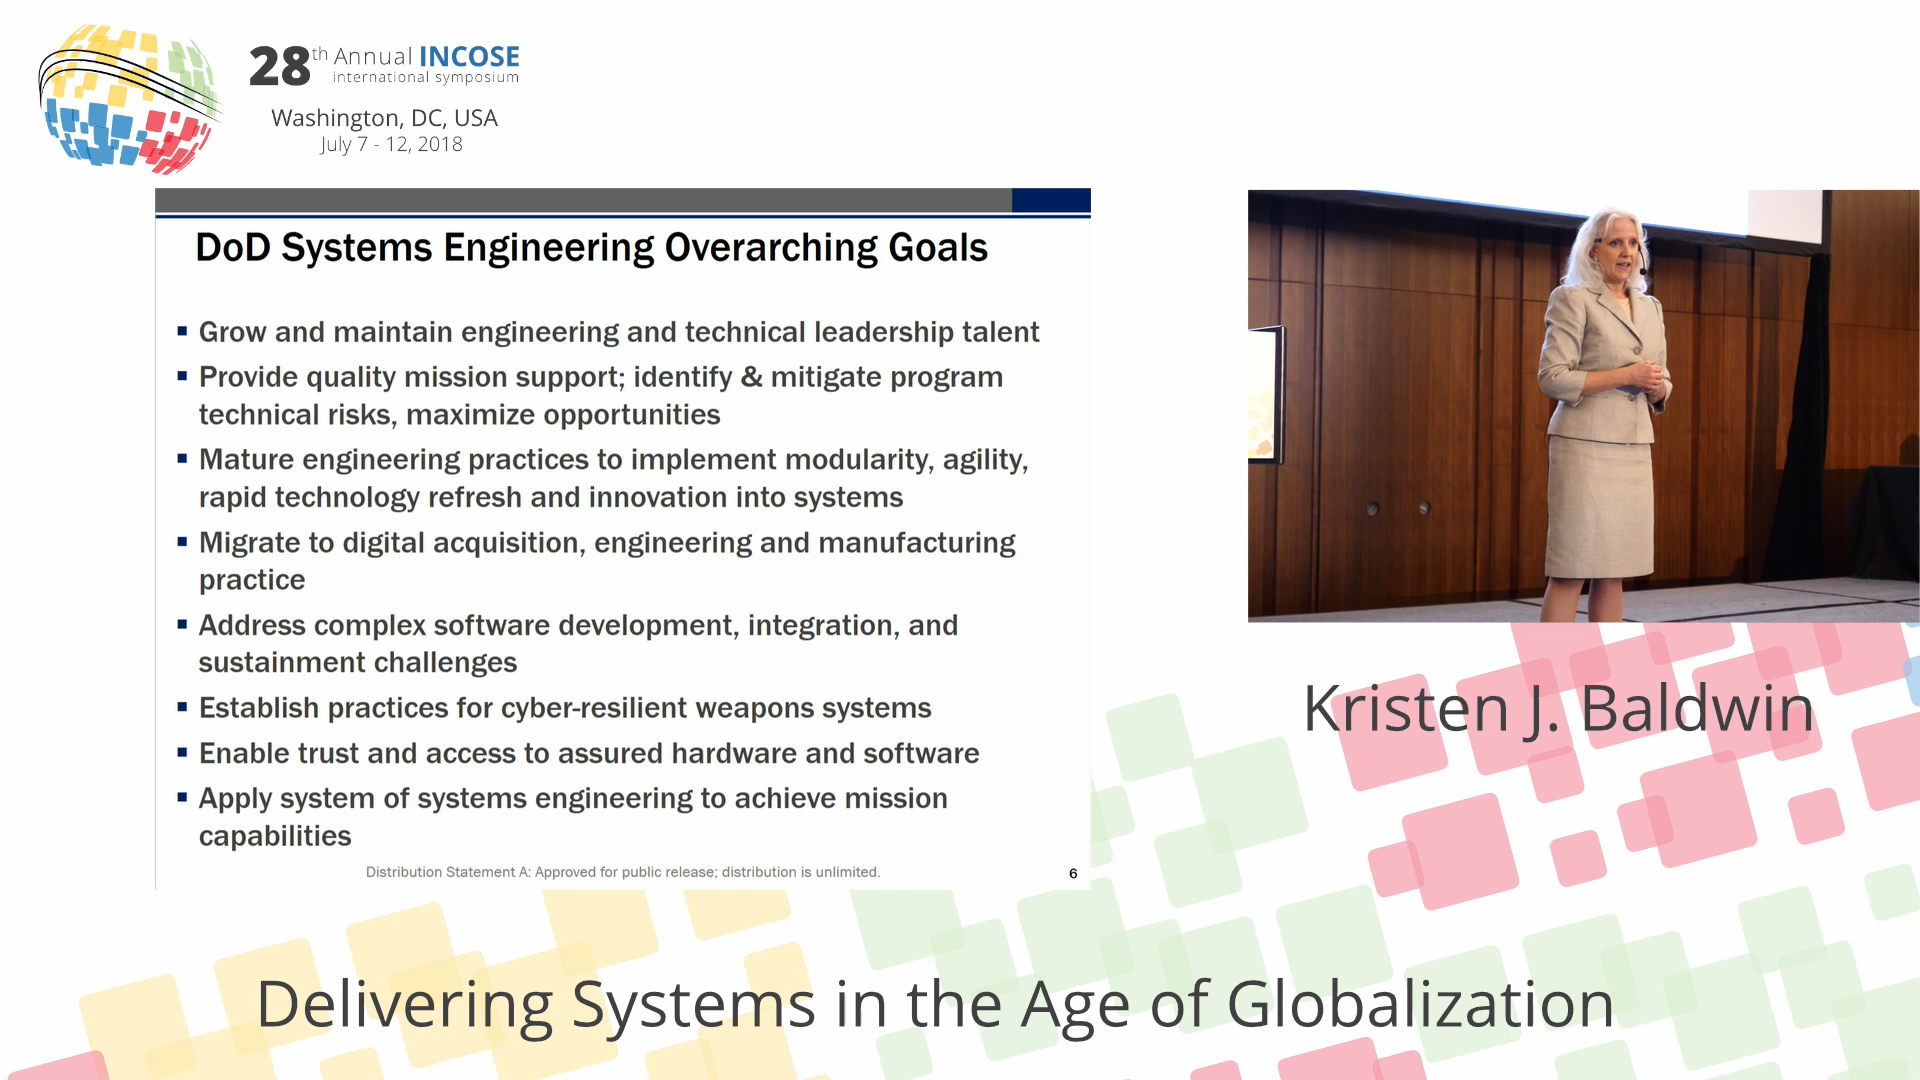 28th Annual INCOSE
international symposium
Washington, DC, USA
July 7 - 12, 2018
DoD Systems Engineering Overarching Goals
▪ Grow and maintain engineering and technical leadership talent
▪ Provide quality mission support; identify & mitigate program
technical risks, maximize opportunities
▪ Mature engineering practices to implement modularity, agility,
rapid technology refresh and innovation into systems
▪ Migrate to digital acquisition, engineering and manufacturing
practice
▪ Address complex software development, integration, and
sustainment challenges
▪ Establish practices for cyber-resilient weapons systems
▪ Enable trust and access to assured hardware and software
▪ Apply system of systems engineering to achieve mission
capabilities
Distribution Statement A: Approved for public release; distribution is unlimited.
6
Kristen J. Baldwin
Delivering Systems in the Age of Globalization